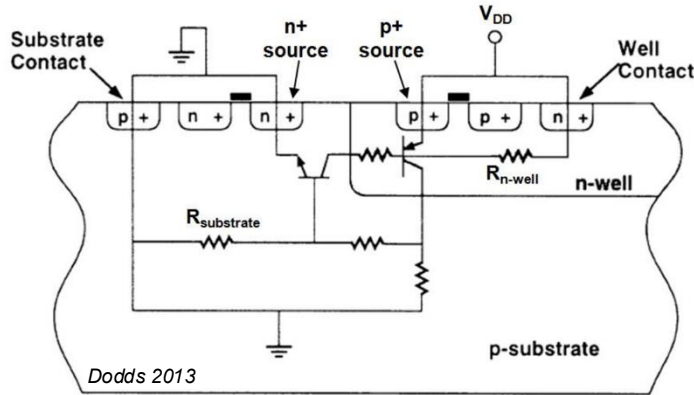 Substrate
Contact
n+
source
p+
source
V_DD
Well
Contact
p +
n +
n +
p +
p +
n +
R_n-well
n-well
R_substrate
p-substrate
Dodds 2013